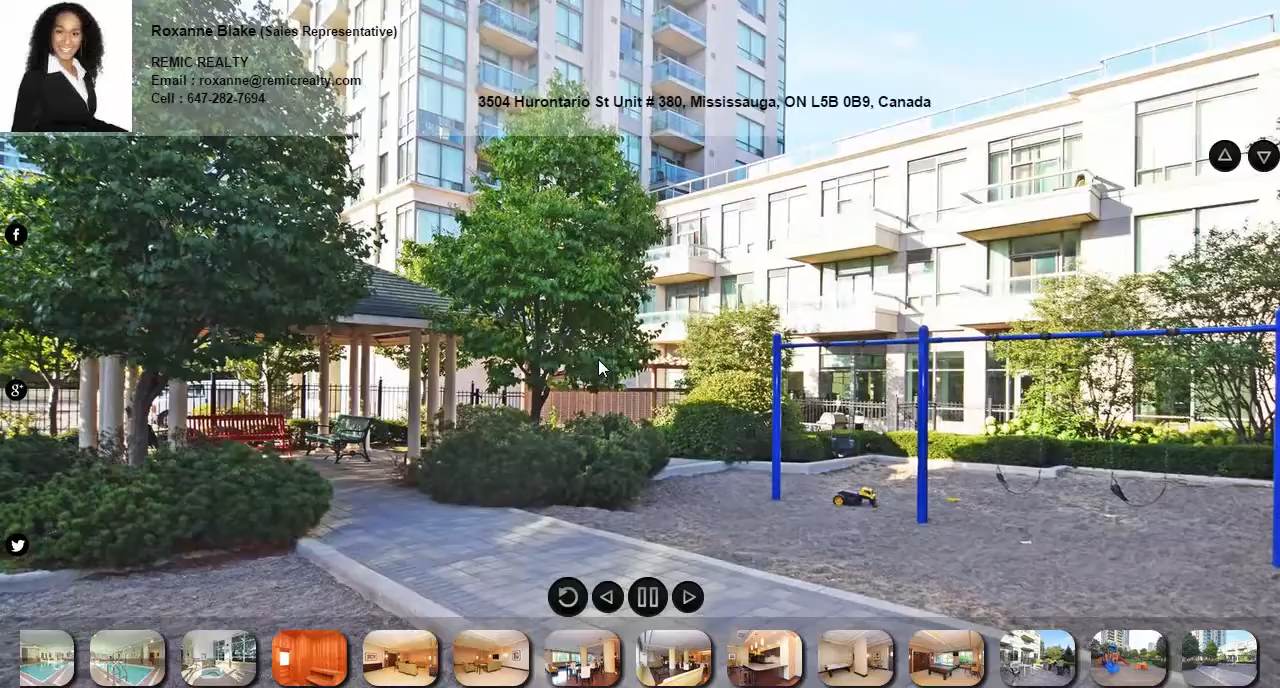 Roxanne Blake (Sales Representative)
REMIC REALTY
Email : roxanne@remicrealty.com
Cell : 647-282-7694
3504 Hurontario St Unit # 380, Mississauga, ON L5B 0B9, Canada